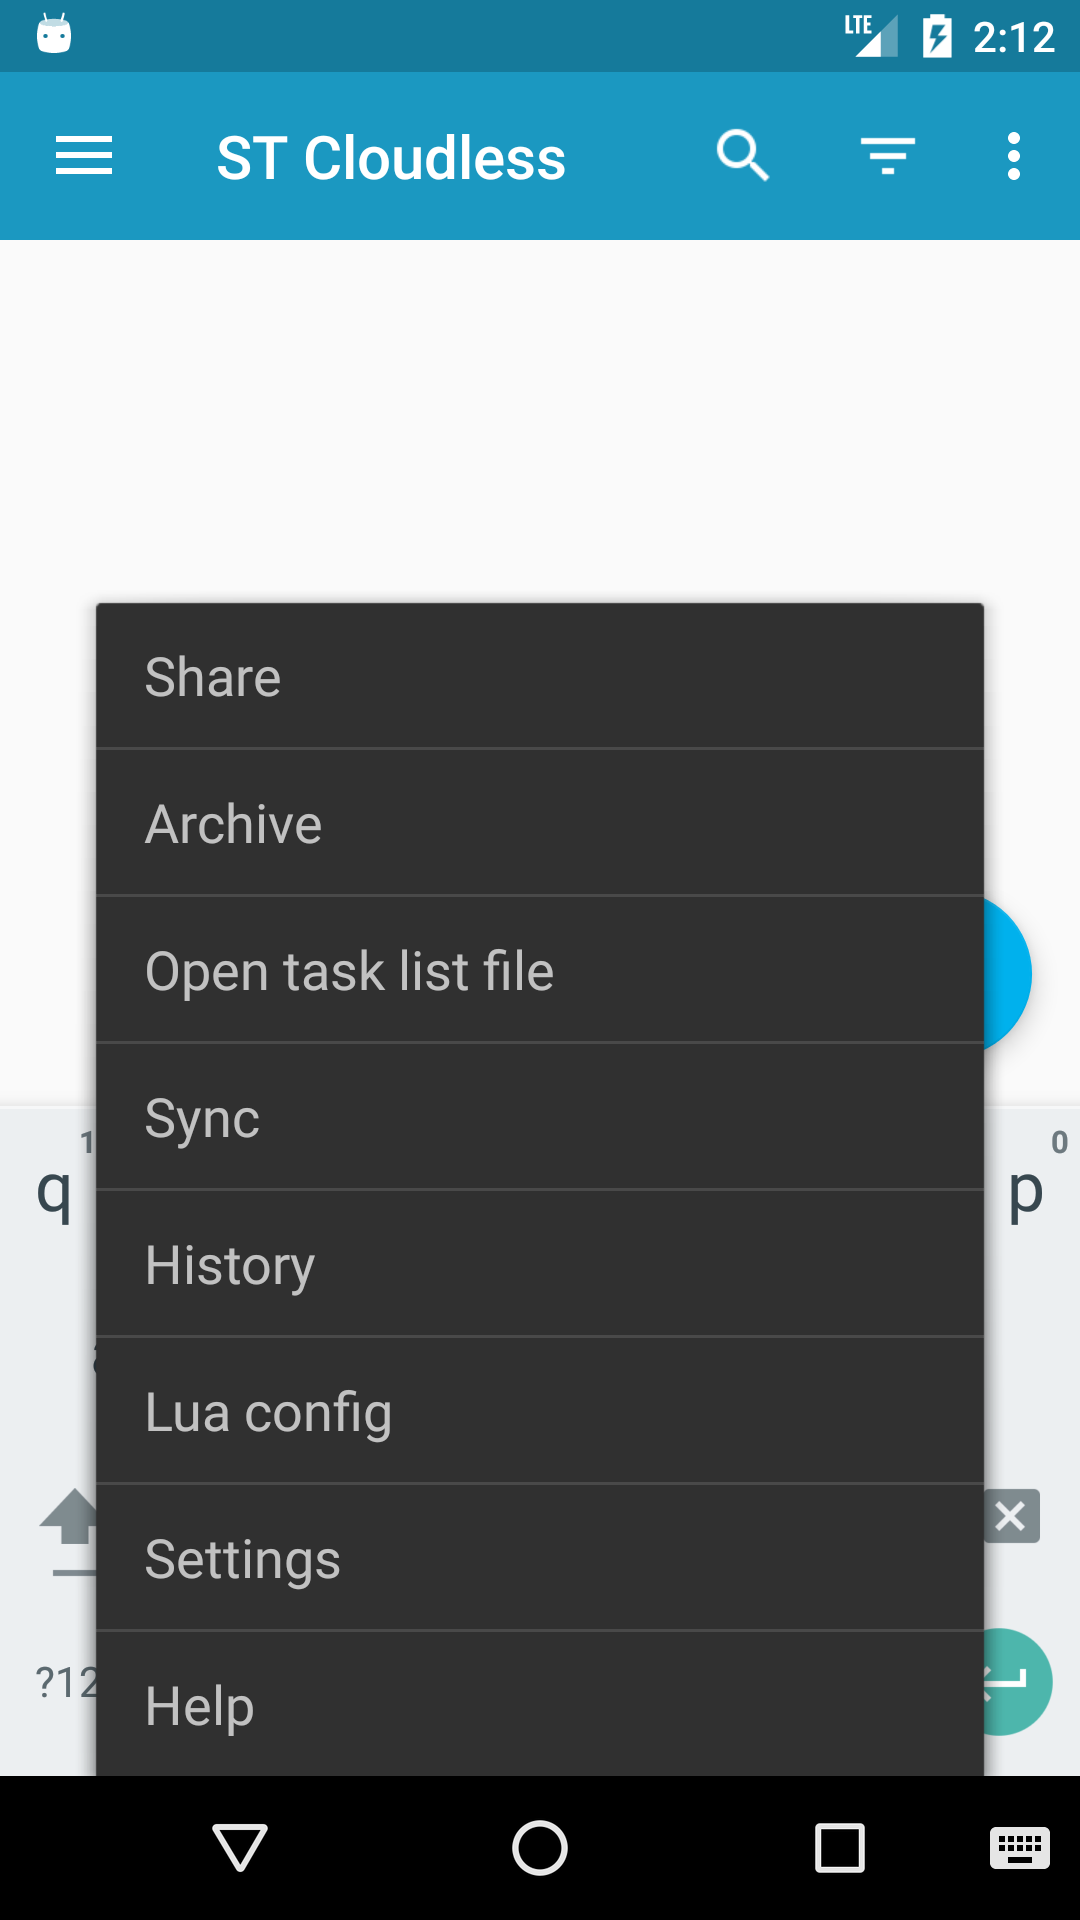 LTE 2:12
ST Cloudless
Share
Archive
Open task list file
Sync
1 0
q p
History
Lua config
Settings
?12
Help